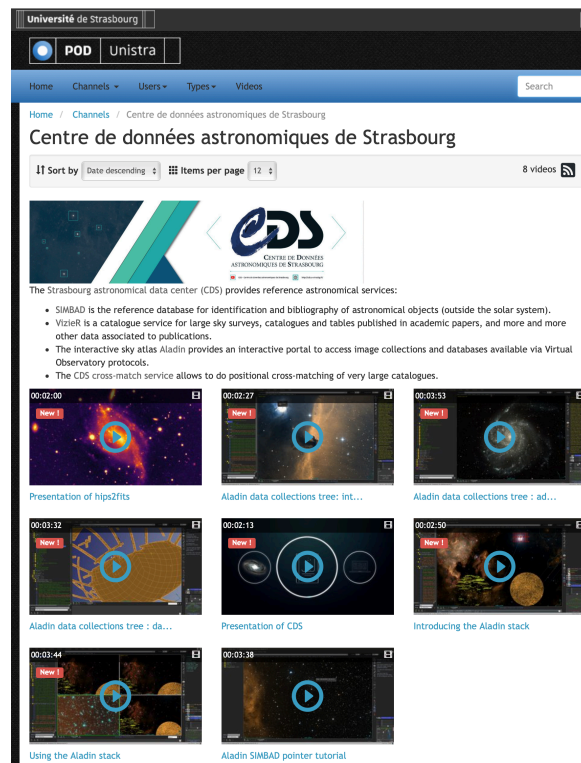 Université de Strasbourg
POD Unistra
Home Channels Users Types Videos Search
Home / Channels / Centre de données astronomiques de Strasbourg
Centre de données astronomiques de Strasbourg
Sort by Date descending Items per page 12 8 videos
CDS
CENTRE DE DONNÉES
ASTRONOMIQUES DE STRASBOURG
The Strasbourg astronomical data center (CDS) provides reference astronomical services:
• SIMBAD is the reference database for identification and bibliography of astronomical objects (outside the solar system).
• VizieR is a catalogue service for large sky surveys, catalogues and tables published in academic papers, and more and more
other data associated to publications.
• The interactive sky atlas Aladin provides an interactive portal to access image collections and databases available via Virtual
Observatory protocols.
• The CDS cross-match service allows to do positional cross-matching of very large catalogues.
00:02:00 00:02:27 00:03:53
New ! New ! New !
Presentation of hips2fits Aladin data collections tree: int... Aladin data collections tree : ad...
00:03:32 00:02:13 00:02:50
New ! New ! New !
Aladin data collections tree : da... Presentation of CDS Introducing the Aladin stack
00:03:44 00:03:38
New !
Using the Aladin stack Aladin SIMBAD pointer tutorial